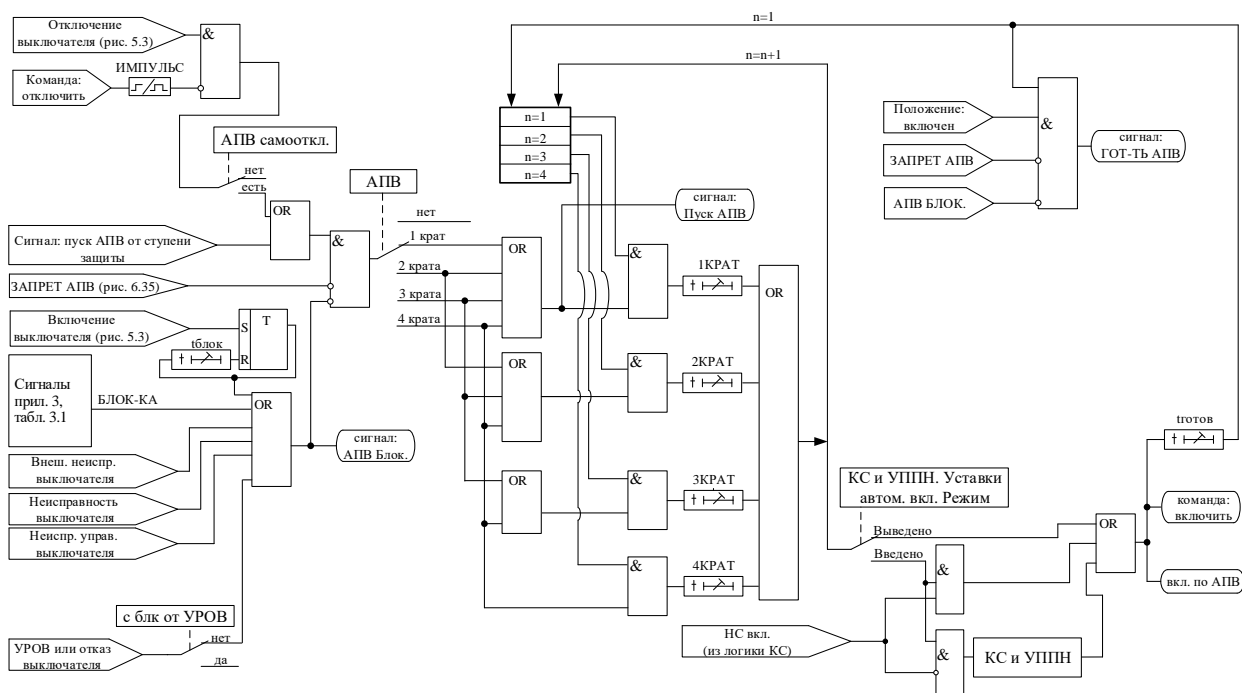 Отключение
выключателя (рис. 5.3)
&
Команда:
отключить
ИМПУЛЬС
АПВ самооткл.
нет
есть
OR
Сигнал: пуск АПВ от ступени
защиты
&
ЗАПРЕТ АПВ (рис. 6.35)
Включение
выключателя (рис. 5.3)
S
T
R
tблок
Сигналы
прил. 3,
табл. 3.1
БЛОК-КА
OR
Внеш. неиспр.
выключателя
Неисправность
выключателя
Неиспр. управ.
выключателя
сигнал:
АПВ Блок.
с блк от УРОВ
УРОВ или отказ
выключателя
нет
да
АПВ
нет
1 крат
2 крата
3 крата
4 крата
OR
OR
OR
n=1
n=n+1
n=1
n=2
n=3
n=4
сигнал:
Пуск АПВ
&
1КРАТ
&
2КРАТ
&
3КРАТ
&
4КРАТ
OR
Положение:
включен
ЗАПРЕТ АПВ
АПВ БЛОК.
&
сигнал:
ГОТ-ТЬ АПВ
КС и УППН. Уставки
автом. вкл. Режим
Выведено
Введено
&
НС вкл.
(из логики КС)
&
КС и УППН
OR
tготов
команда:
включить
вкл. по АПВ